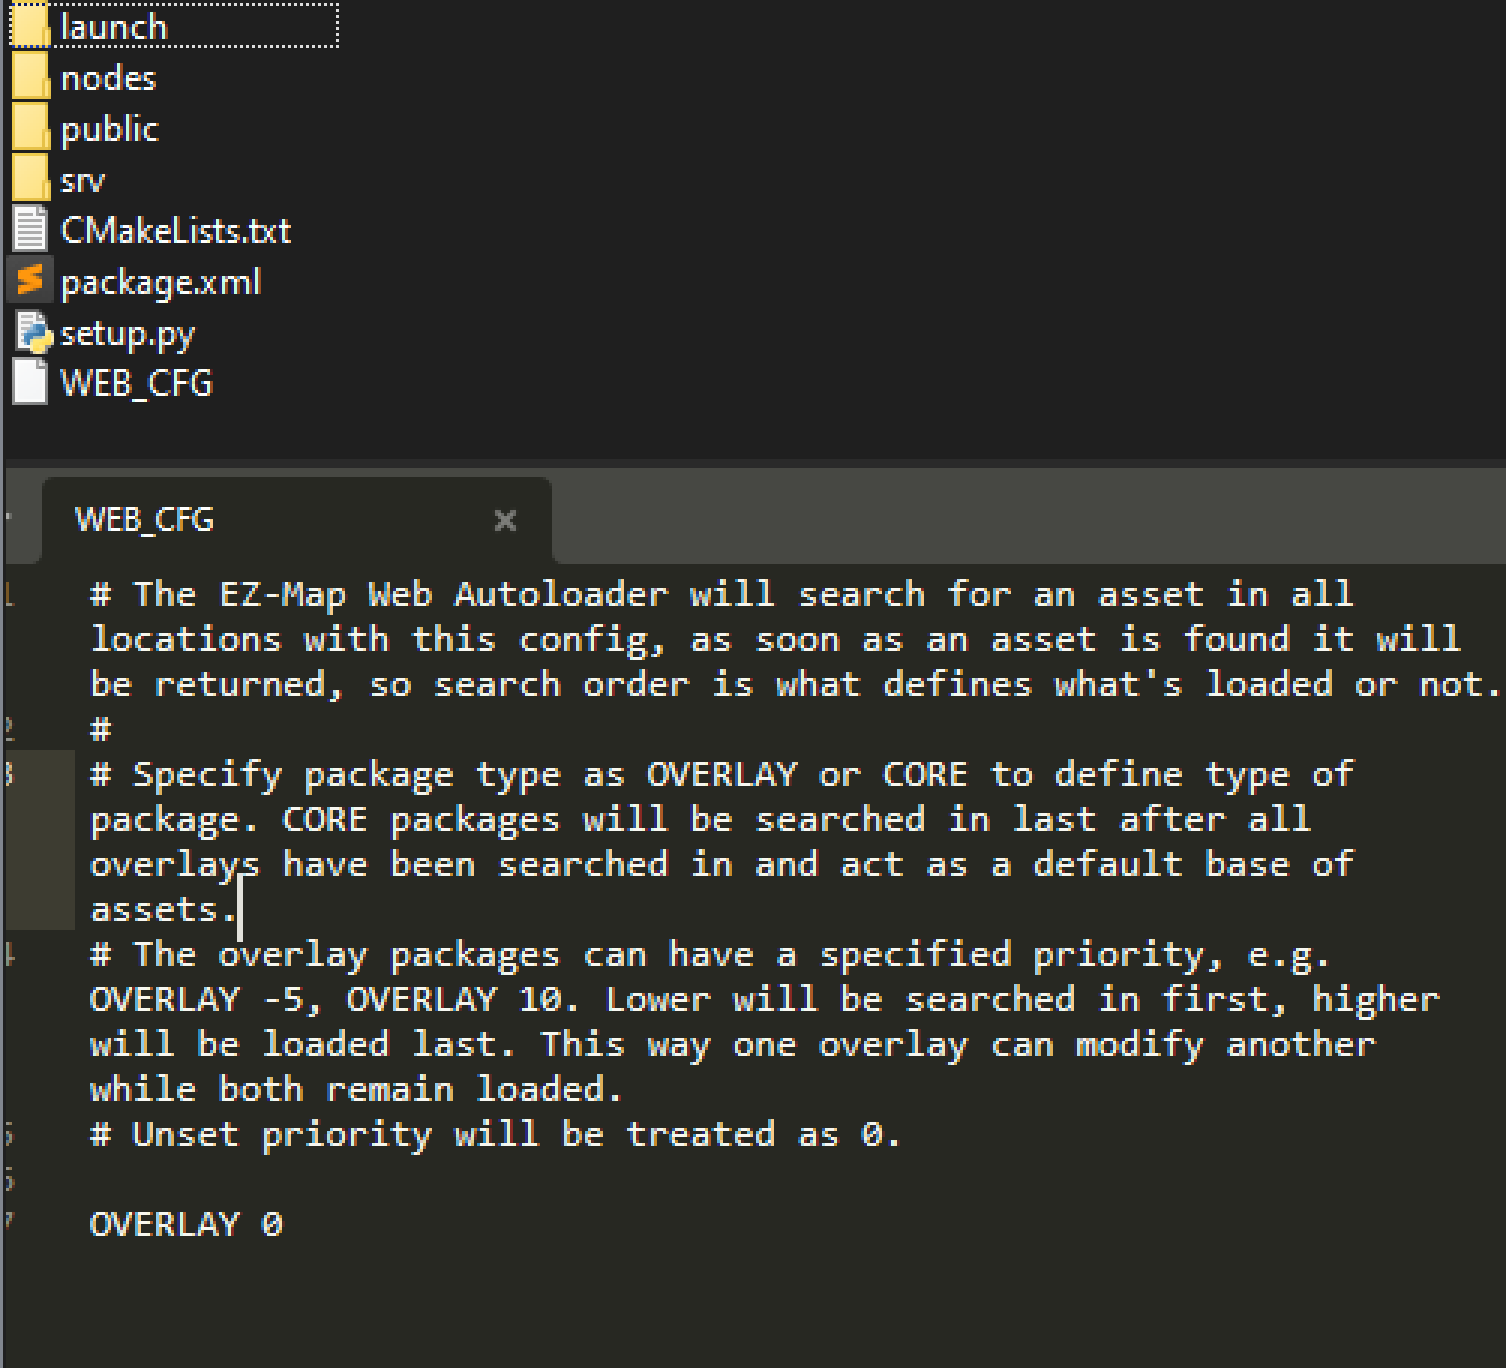 launch
nodes
public
srv
CMakeLists.txt
package.xml
setup.py
WEB_CFG
WEB_CFG ×
1 # The EZ-Map Web Autoloader will search for an asset in all
locations with this config, as soon as an asset is found it will
be returned, so search order is what defines what's loaded or not.
2 #
3 # Specify package type as OVERLAY or CORE to define type of
package. CORE packages will be searched in last after all
overlays have been searched in and act as a default base of
assets.
4 # The overlay packages can have a specified priority, e.g.
OVERLAY -5, OVERLAY 10. Lower will be searched in first, higher
will be loaded last. This way one overlay can modify another
while both remain loaded.
5 # Unset priority will be treated as 0.
6
7 OVERLAY 0